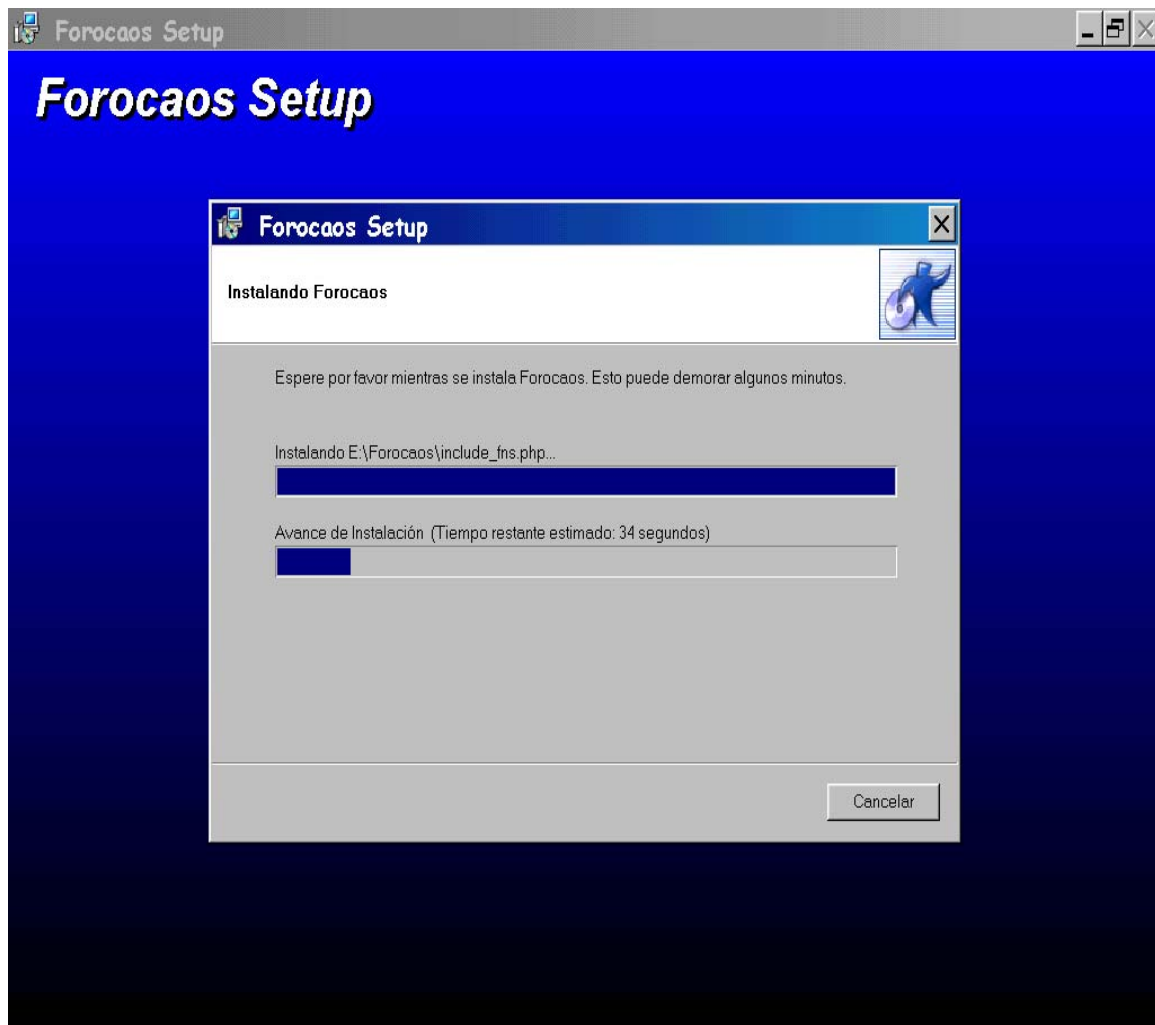 Forocaos Setup
Forocaos Setup
Forocaos Setup
Instalando Forocaos
Espere por favor mientras se instala Forocaos. Esto puede demorar algunos minutos.
Instalando E:\Forocaos\include_fns.php...
Avance de Instalación (Tiempo restante estimado: 34 segundos)
Cancelar